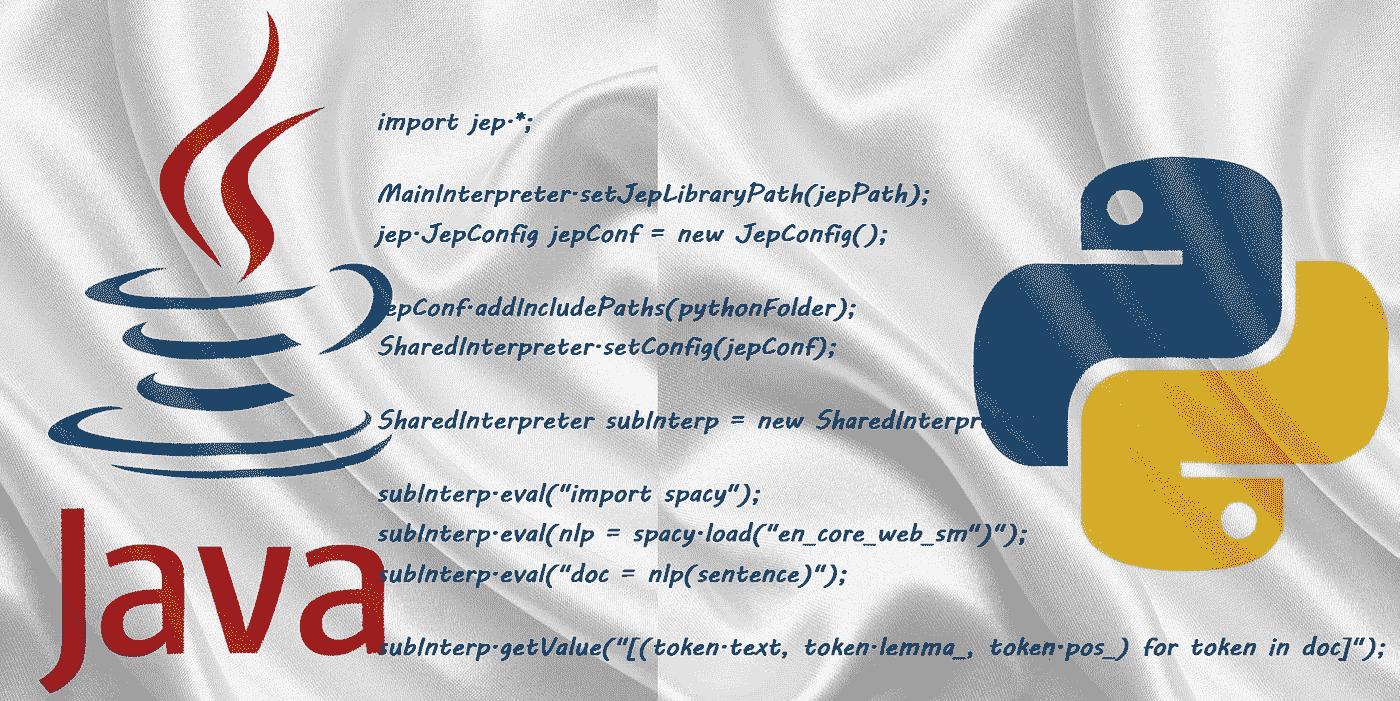 import jep.*;
MainInterpreter.setJepLibraryPath(jepPath);
jep.JepConfig jepConf = new JepConfig();
epConf.addIncludePaths(pythonFolder);
SharedInterpreter.setConfig(jepConf);
SharedInterpreter subInterp = new SharedInterpr
subInterp.eval("import spacy");
subInterp.eval(nlp = spacy.load("en_core_web_sm")");
subInterp.eval("doc = nlp(sentence)");
subInterp.getValue("[(token.text, token.lemma_, token.pos_) for token in doc]");
Java